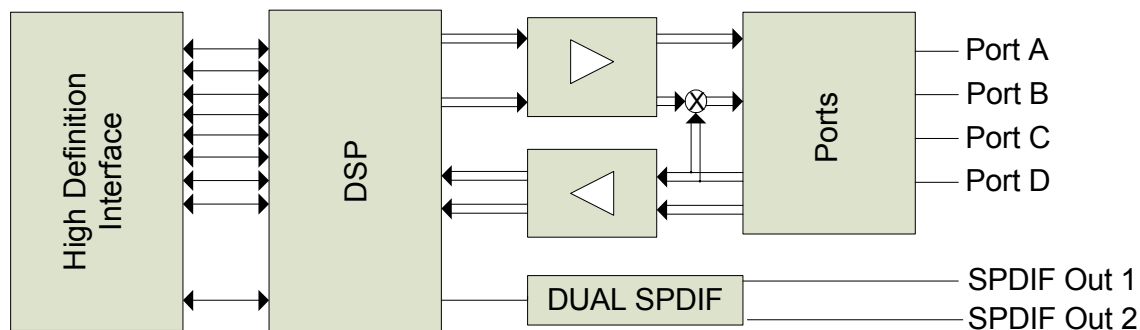 High Definition
Interface
DSP
Ports
Port A
Port B
Port C
Port D
DUAL SPDIF
SPDIF Out 1
SPDIF Out 2